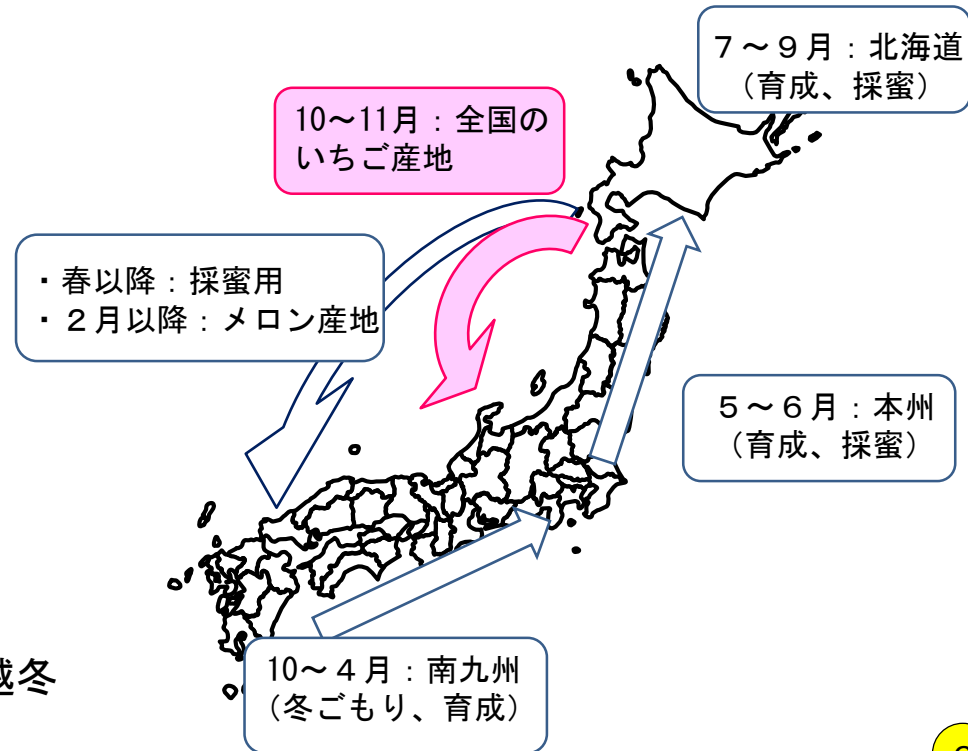 ７～９月：北海道
（育成、採蜜）
10～11月：全国の
いちご産地
・春以降：採蜜用
・２月以降：メロン産地
５～６月：本州
（育成、採蜜）
10～４月：南九州
（冬ごもり、育成）
越冬